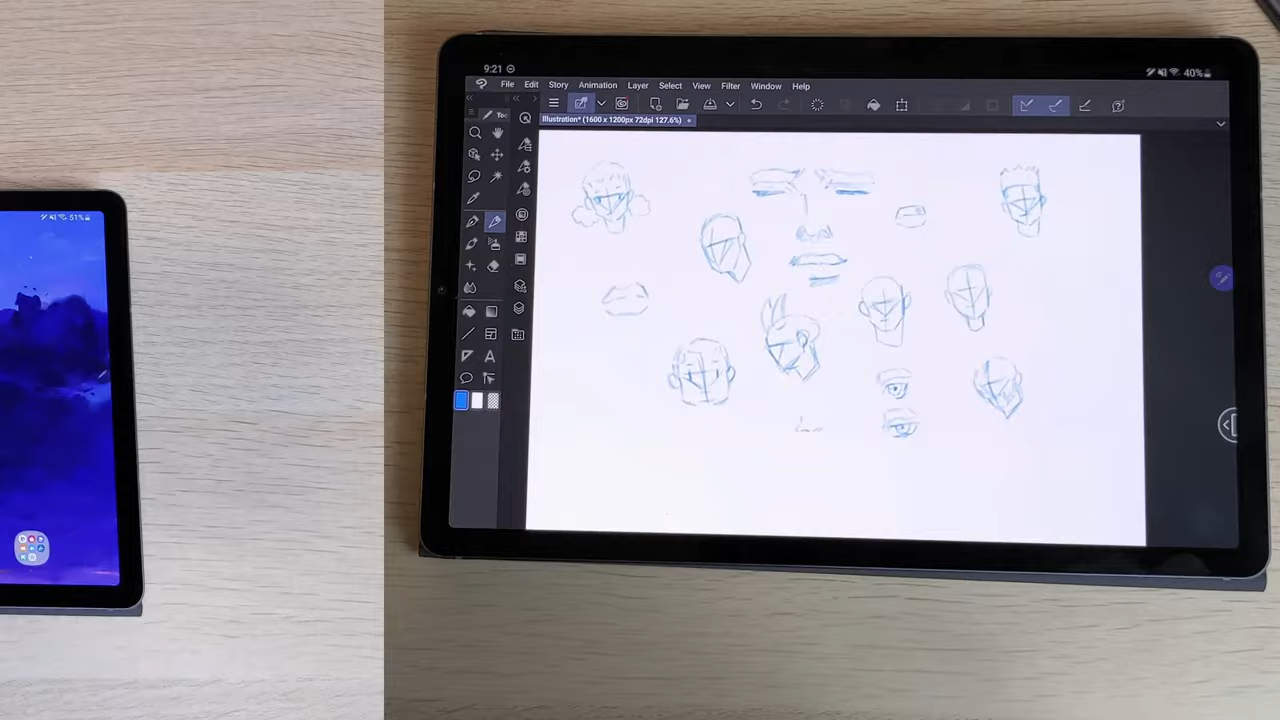 51%
9:21
40%
File Edit Story Animation Layer Select View Filter Window Help
Illustration* (1600 x 1200px 72dpi 127.6%)
A